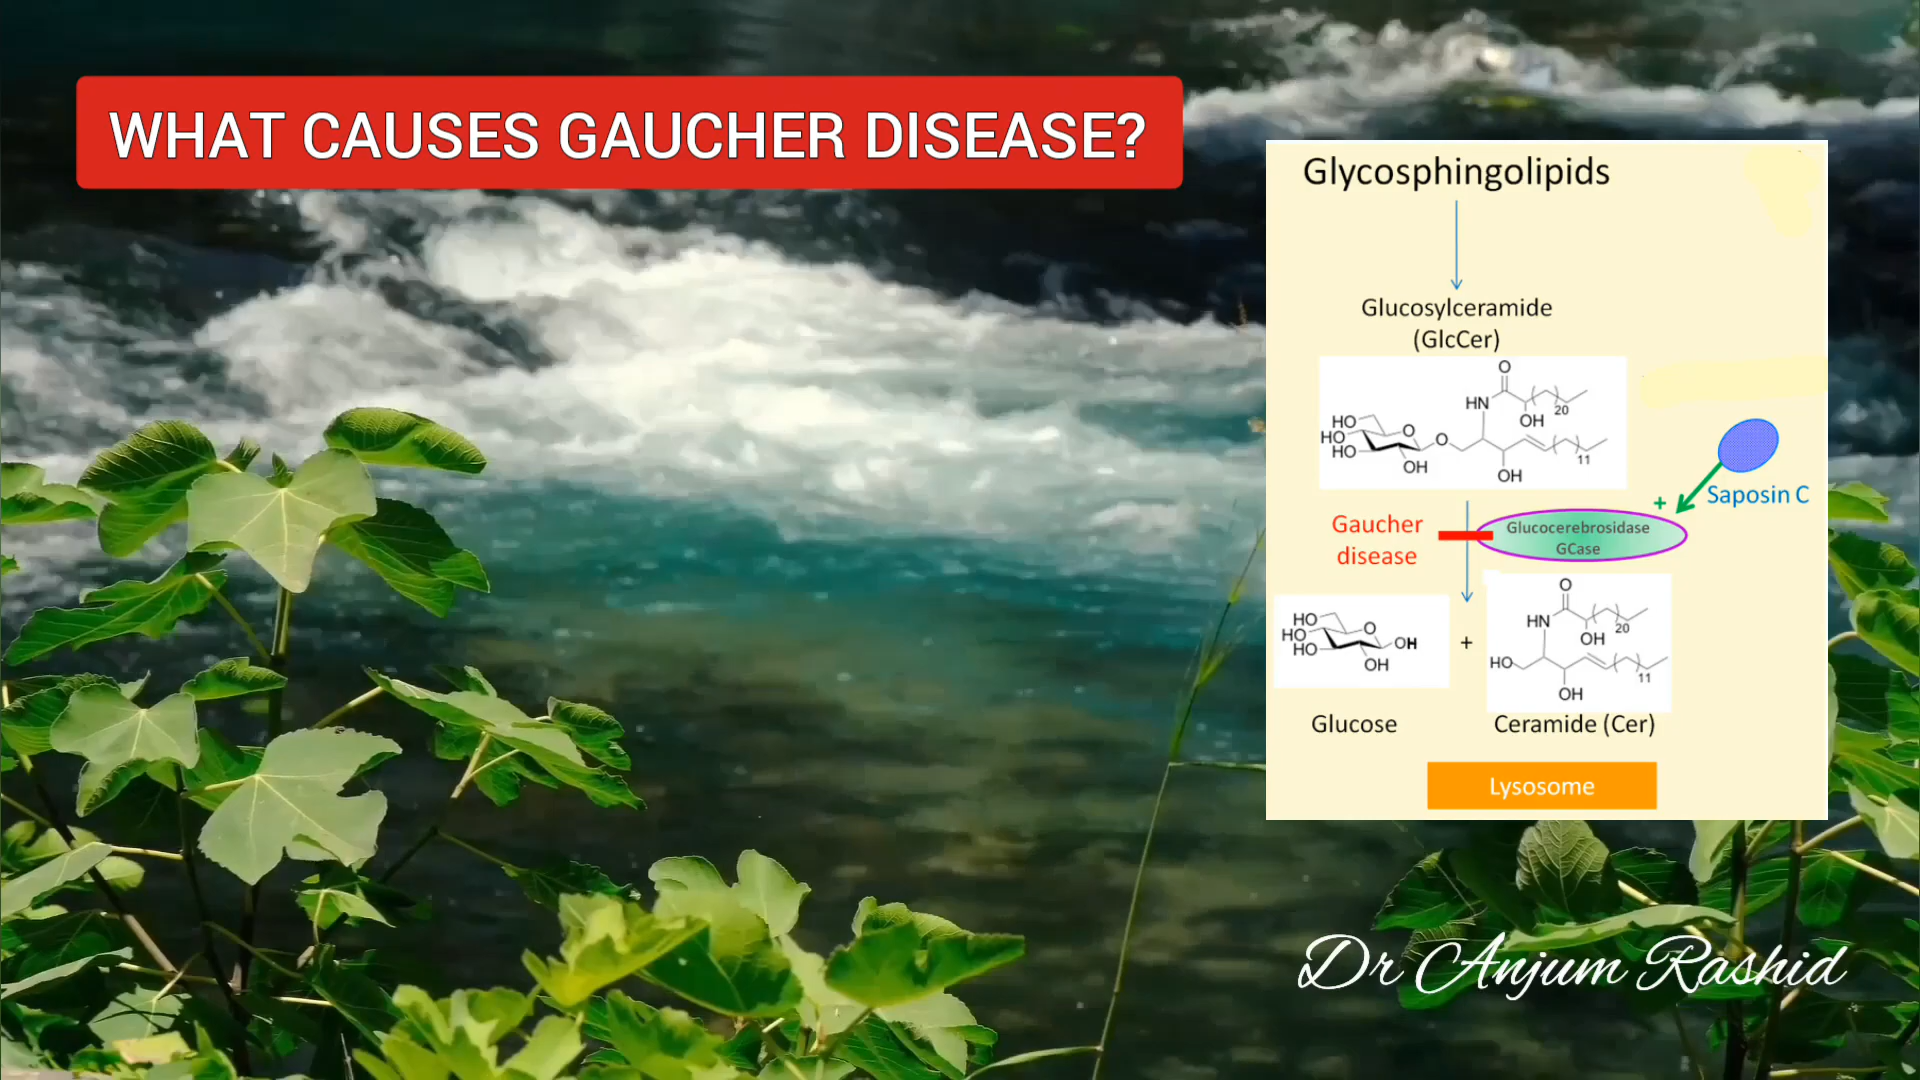 WHAT CAUSES GAUCHER DISEASE?
Glycosphingolipids
Glucosylceramide
(GlcCer)
O
HN
20
OH
HO
HO
HO
O
O
OH
OH
11
Saposin C
+
Gaucher
disease
Glucocerebrosidase
GCase
HO
HO
HO
O
OH
OH
+
O
HN
20
OH
HO
11
OH
Glucose
Ceramide (Cer)
Lysosome
Dr Anjum Rashid